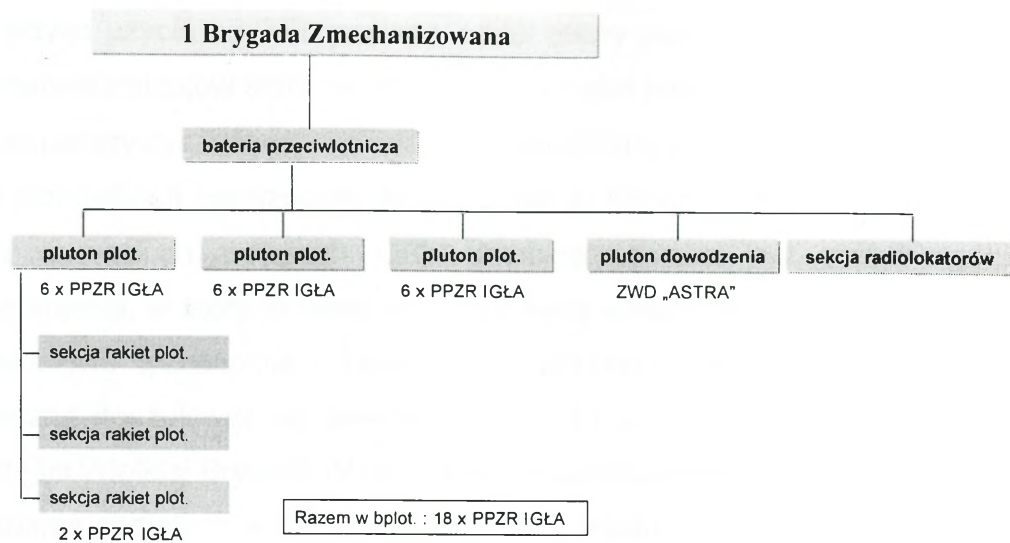 1 Brygada Zmechanizowana
bateria przeciwlotnicza
pluton plot.
6 x PPZR IGŁA
pluton plot.
6 x PPZR IGŁA
pluton plot.
6 x PPZR IGŁA
pluton dowodzenia
ZWD „ASTRA”
sekcja radiolokatorów
sekcja rakiet plot.
sekcja rakiet plot.
sekcja rakiet plot.
2 x PPZR IGŁA
Razem w bplot. : 18 x PPZR IGŁA